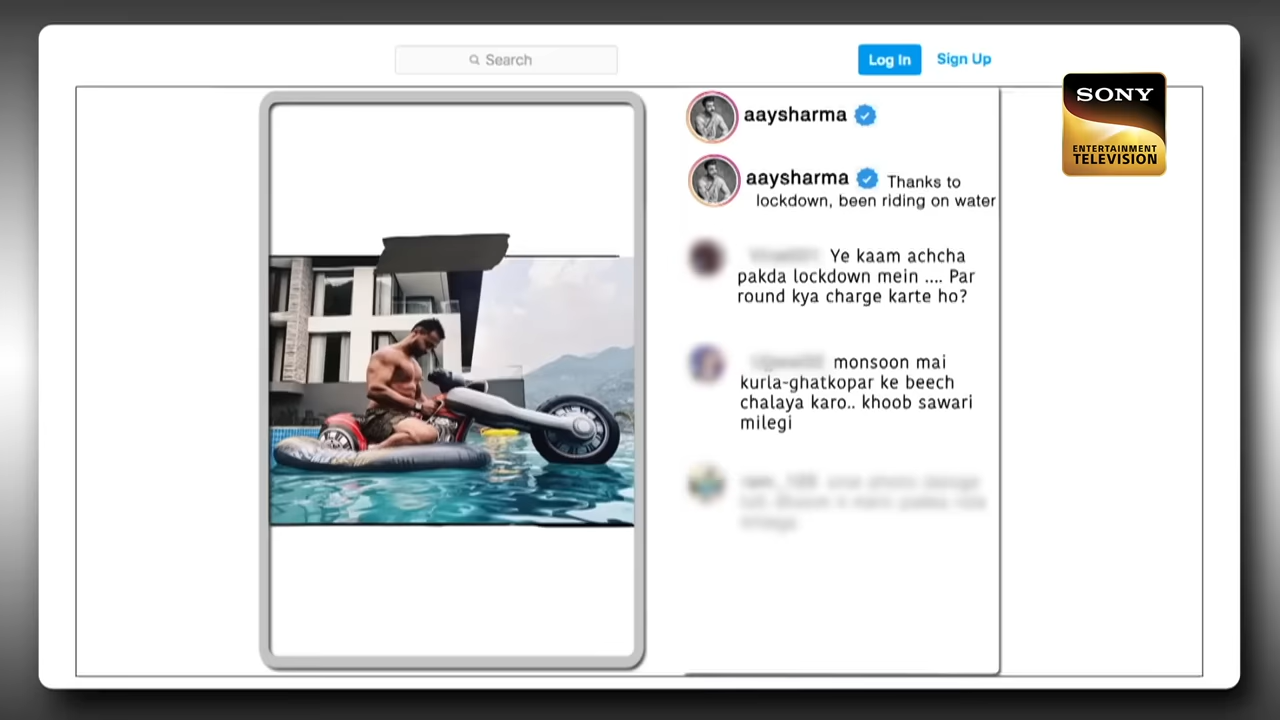 Search
Log In
Sign Up
SONY
ENTERTAINMENT
TELEVISION
aaysharma
aaysharma Thanks to
lockdown, been riding on water
Ye kaam achcha
pakda lockdown mein .... Par
round kya charge karte ho?
monsoon mai
kurla-ghatkopar ke beech
chalaya karo.. khoob sawari
milegi